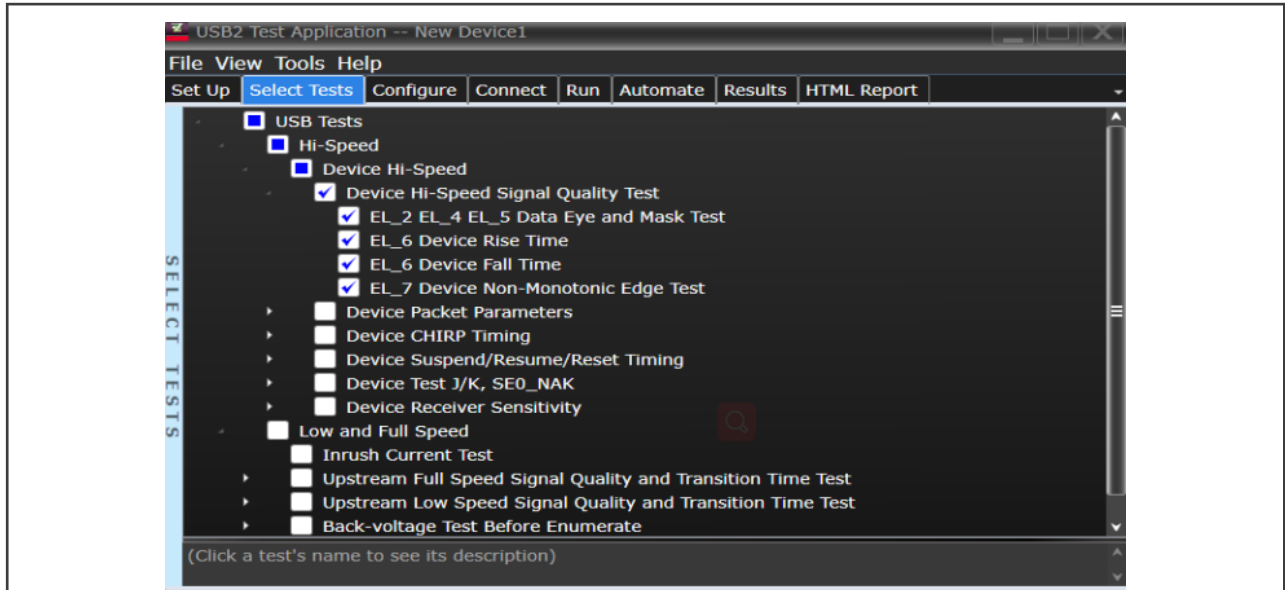 USB2 Test Application -- New Device1
File View Tools Help
Set Up Select Tests Configure Connect Run Automate Results HTML Report
SELECT TESTS
USB Tests
Hi-Speed
Device Hi-Speed
Device Hi-Speed Signal Quality Test
EL_2 EL_4 EL_5 Data Eye and Mask Test
EL_6 Device Rise Time
EL_6 Device Fall Time
EL_7 Device Non-Monotonic Edge Test
Device Packet Parameters
Device CHIRP Timing
Device Suspend/Resume/Reset Timing
Device Test J/K, SE0_NAK
Device Receiver Sensitivity
Low and Full Speed
Inrush Current Test
Upstream Full Speed Signal Quality and Transition Time Test
Upstream Low Speed Signal Quality and Transition Time Test
Back-voltage Test Before Enumerate
(Click a test's name to see its description)